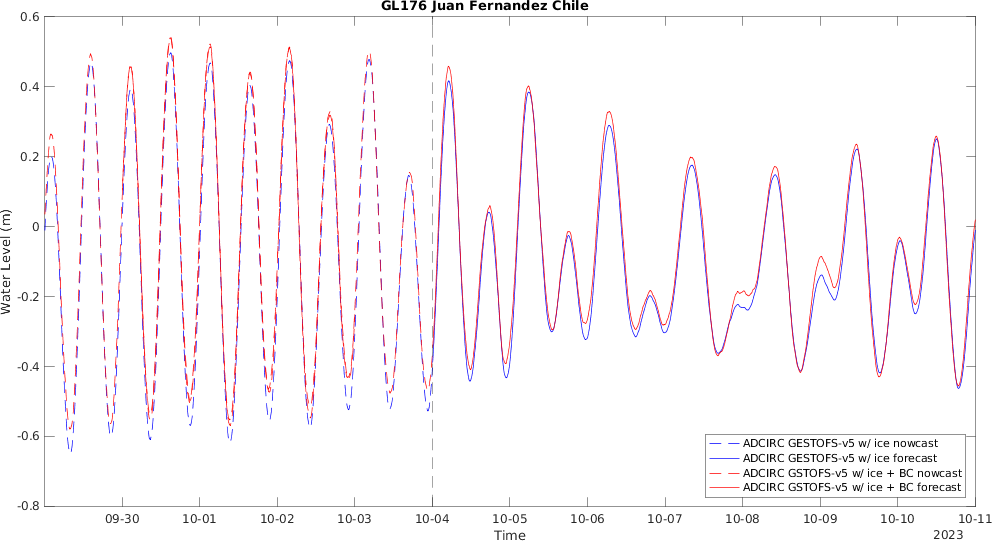 GL176 Juan Fernandez Chile
0.6
0.4
0.2
0
-0.2
-0.4
-0.6
-0.8
Water Level (m)
ADCIRC GESTOFS-v5 w/ ice nowcast
ADCIRC GESTOFS-v5 w/ ice forecast
ADCIRC GSTOFS-v5 w/ ice + BC nowcast
ADCIRC GSTOFS-v5 w/ ice + BC forecast
09-30 10-01 10-02 10-03 10-04 10-05 10-06 10-07 10-08 10-09 10-10 10-11
Time
2023